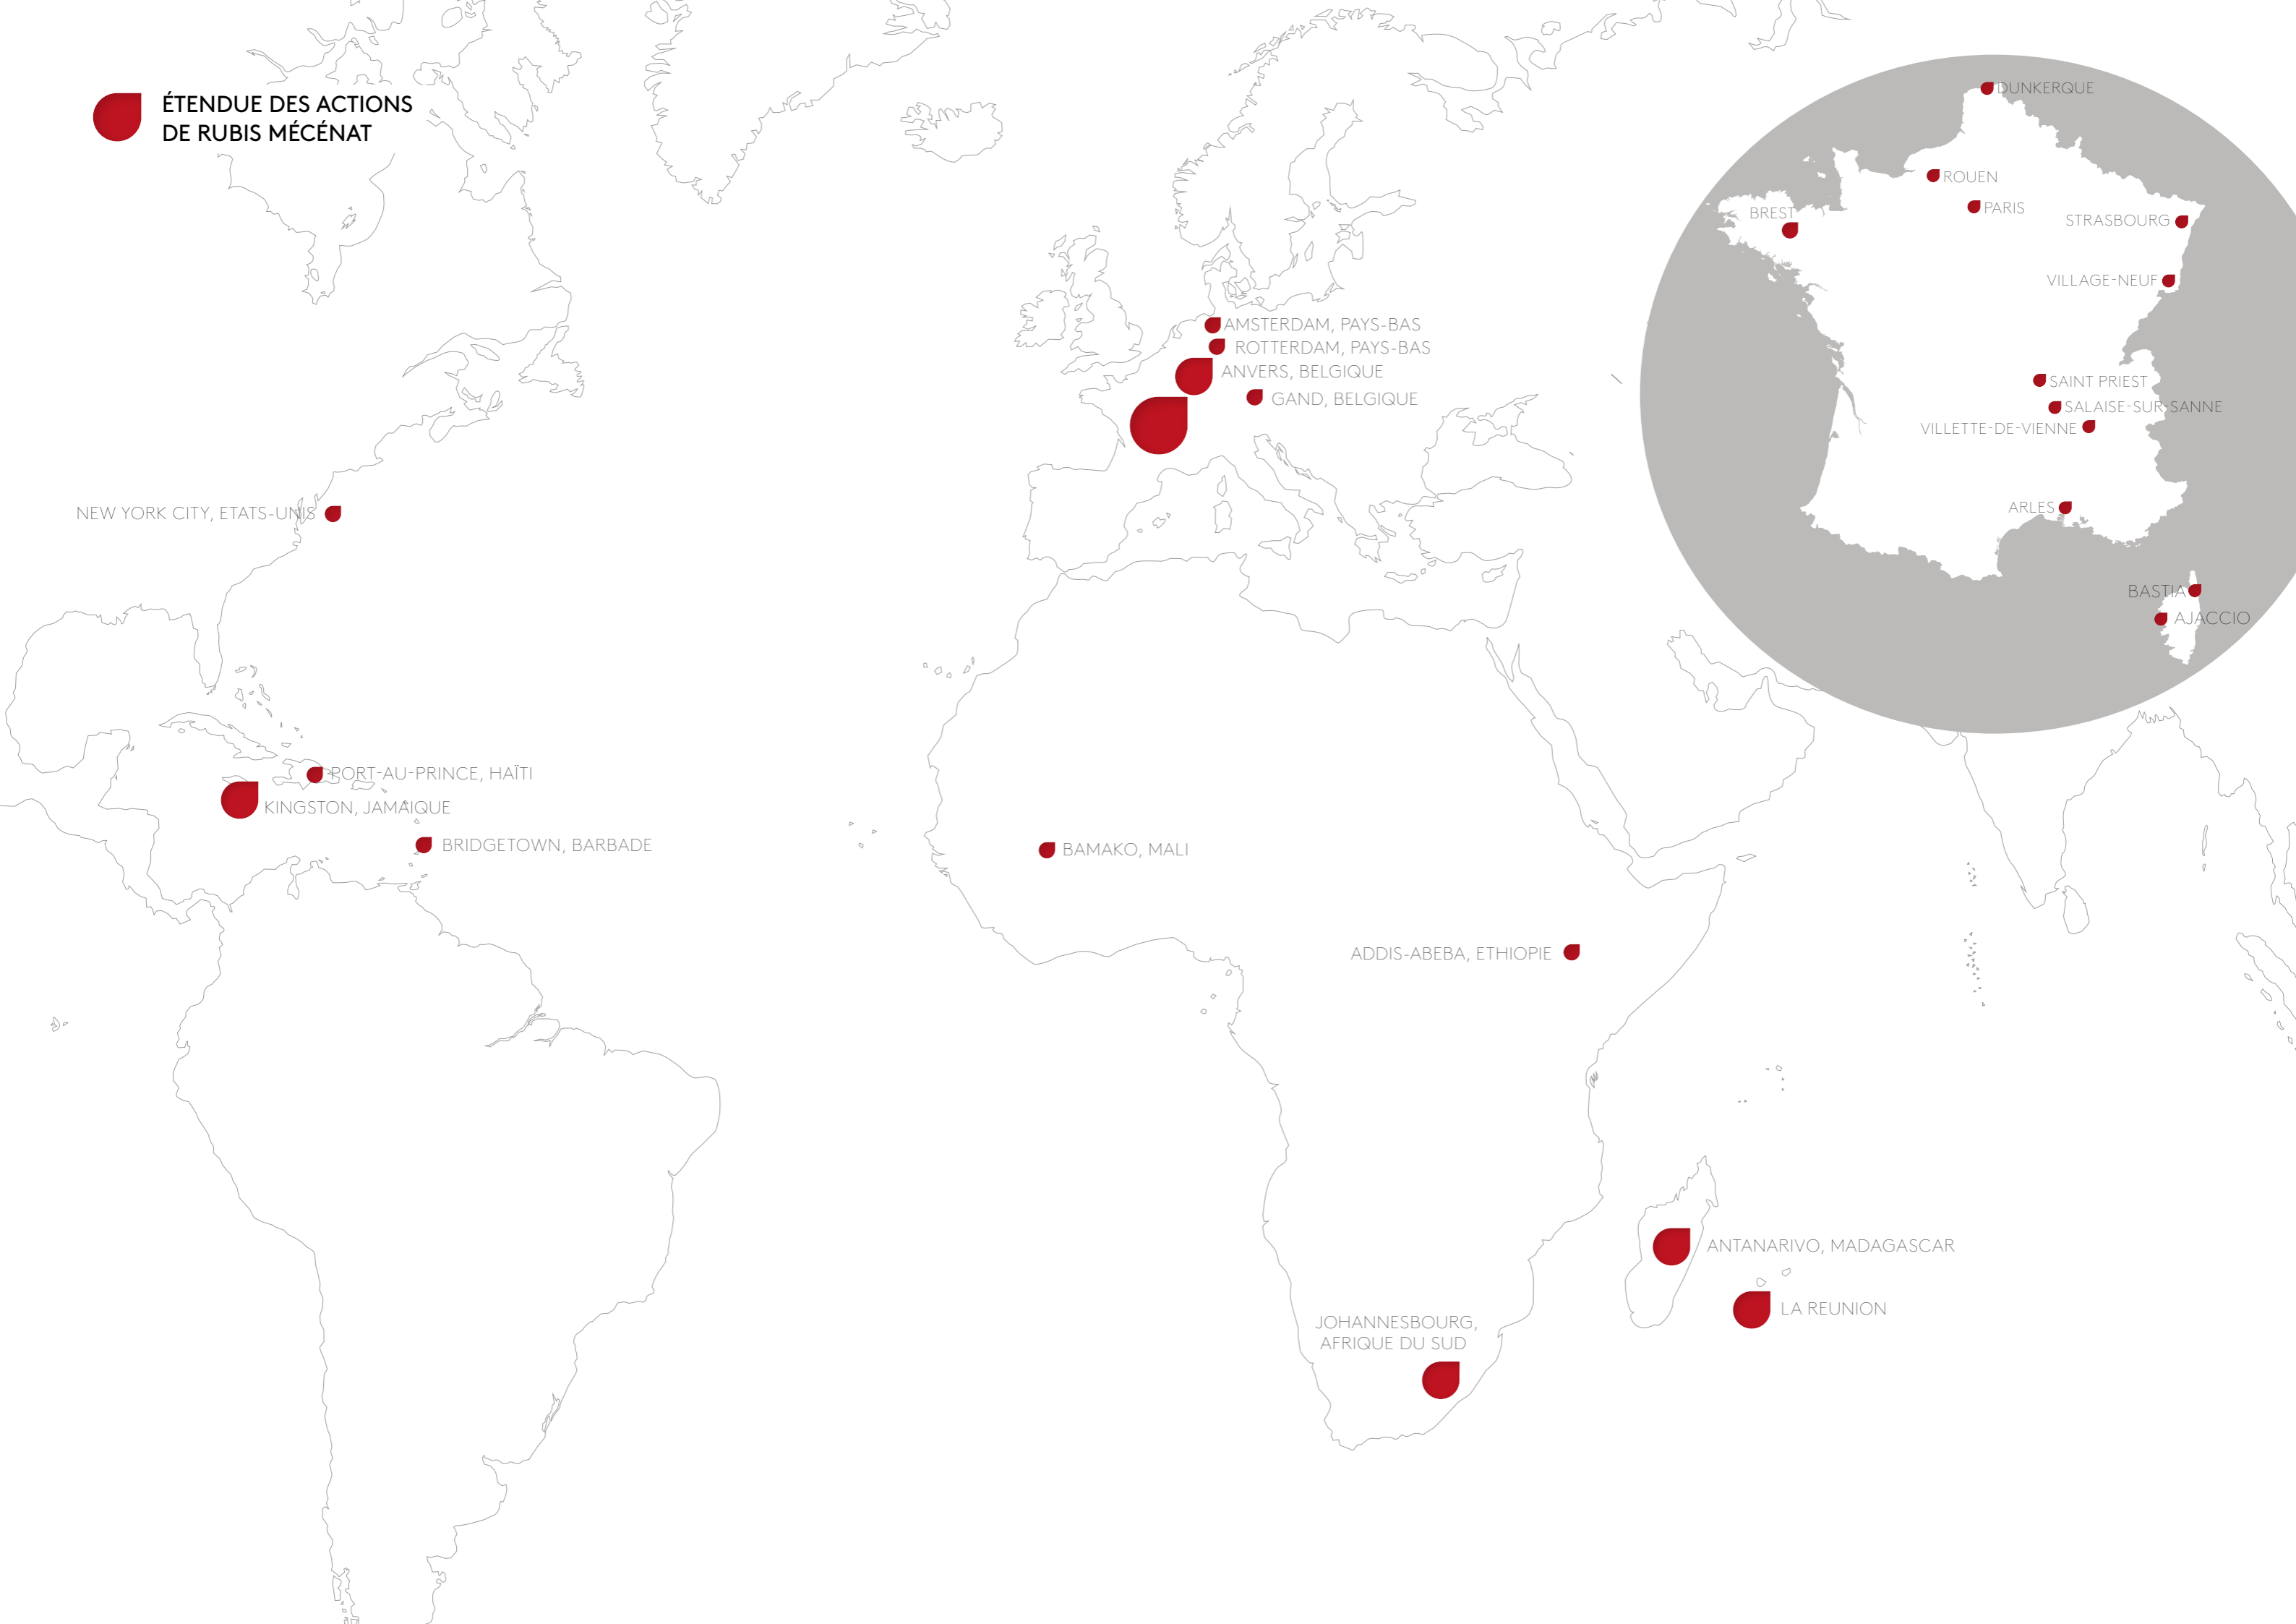 ÉTENDUE DES ACTIONS
DE RUBIS MÉCÉNAT
DUNKERQUE
ROUEN
PARIS
BREST
STRASBOURG
VILLAGE-NEUF
SAINT PRIEST
SALAISE-SUR-SANNE
VILLETTE-DE-VIENNE
ARLES
BASTIA
AJACCIO
AMSTERDAM, PAYS-BAS
ROTTERDAM, PAYS-BAS
ANVERS, BELGIQUE
GAND, BELGIQUE
NEW YORK CITY, ETATS-UNIS
PORT-AU-PRINCE, HAÏTI
KINGSTON, JAMAIQUE
BRIDGETOWN, BARBADE
BAMAKO, MALI
ADDIS-ABEBA, ETHIOPIE
ANTANARIVO, MADAGASCAR
LA REUNION
JOHANNESBOURG,
AFRIQUE DU SUD